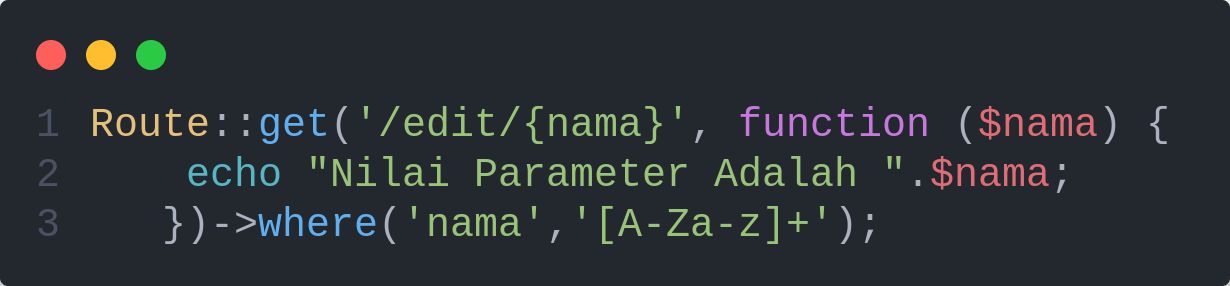 1 Route::get('/edit/{nama}', function ($nama) {
2     echo "Nilai Parameter Adalah ".$nama;
3    })->where('nama','[A-Za-z]+');